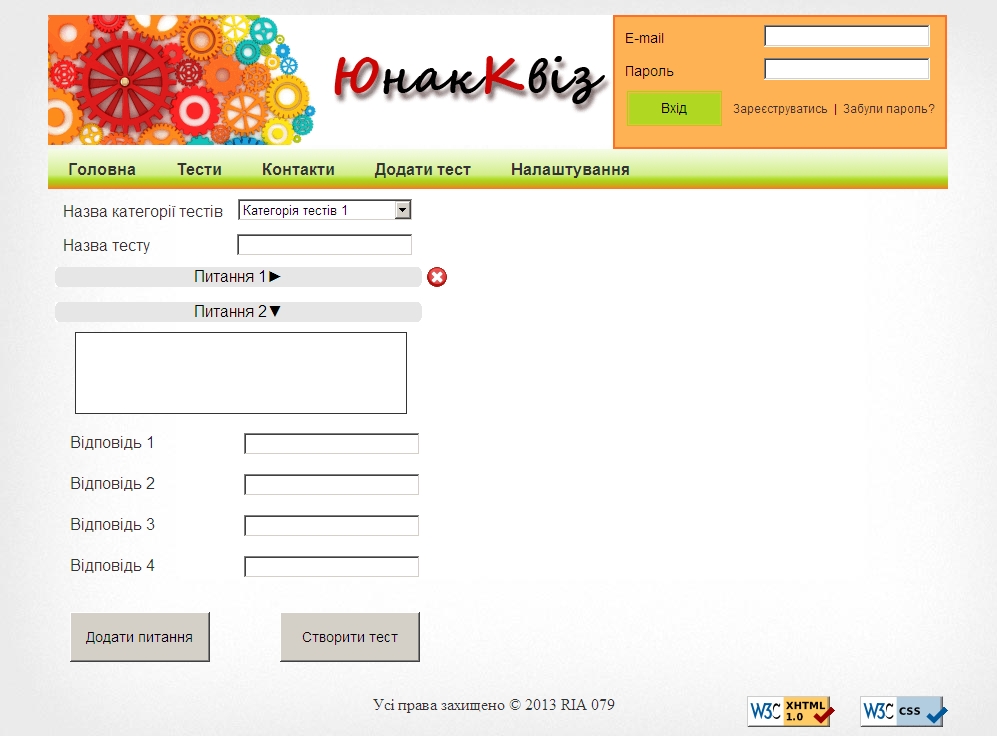 ЮнакКвіз
E-mail
Пароль
Вхід Зареєструватись | Забули пароль?
Головна Тести Контакти Додати тест Налаштування
Назва категорії тестів Категорія тестів 1
Назва тесту
Питання 1►
Питання 2▼
Відповідь 1
Відповідь 2
Відповідь 3
Відповідь 4
Додати питання Створити тест
Усі права захищено © 2013 RIA 079
W3C XHTML 1.0
W3C css